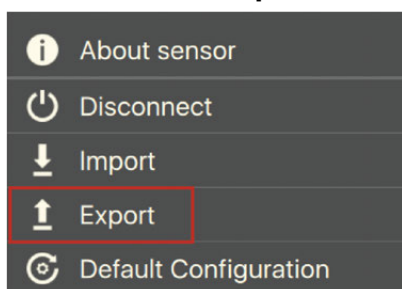 About sensor
Disconnect
Import
Export
Default Configuration